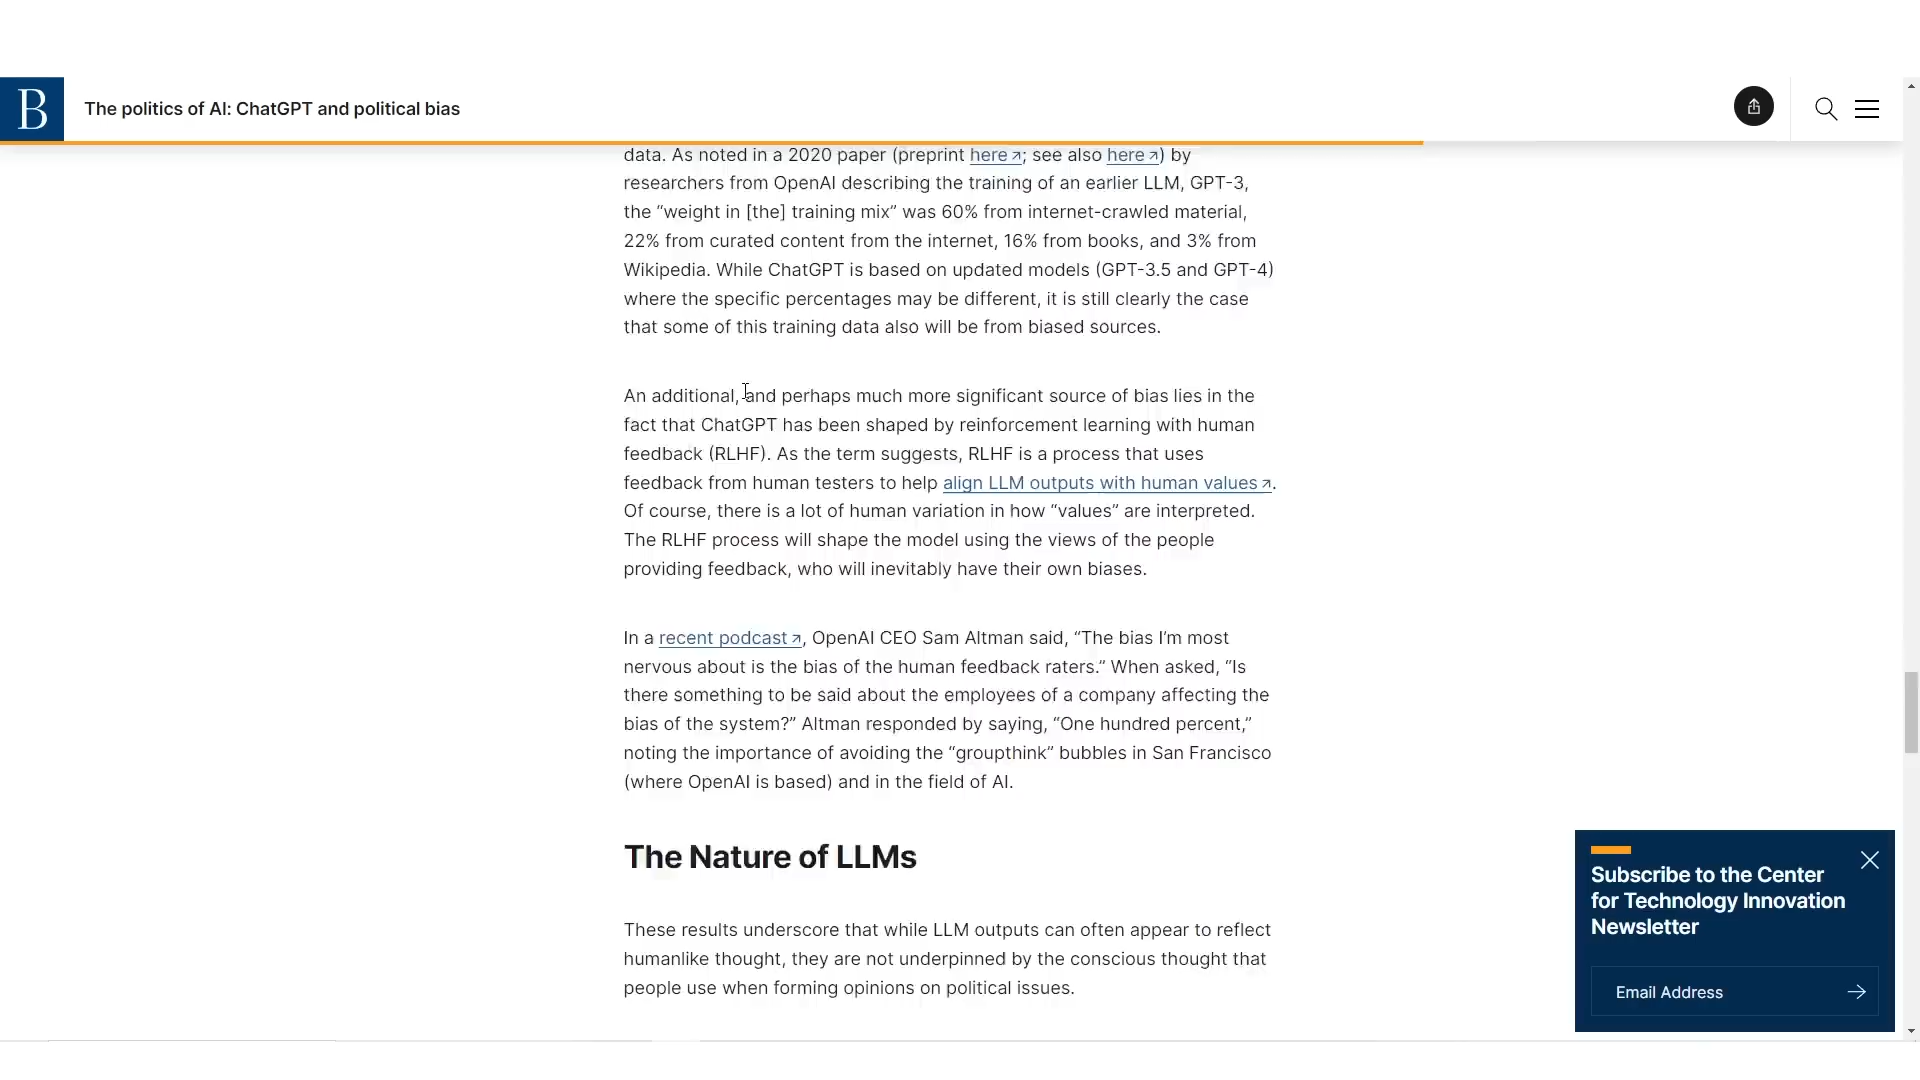 B
The politics of AI: ChatGPT and political bias
data. As noted in a 2020 paper (preprint here↗; see also here↗) by
researchers from OpenAI describing the training of an earlier LLM, GPT-3,
the “weight in [the] training mix” was 60% from internet-crawled material,
22% from curated content from the internet, 16% from books, and 3% from
Wikipedia. While ChatGPT is based on updated models (GPT-3.5 and GPT-4)
where the specific percentages may be different, it is still clearly the case
that some of this training data also will be from biased sources.
An additional, and perhaps much more significant source of bias lies in the
fact that ChatGPT has been shaped by reinforcement learning with human
feedback (RLHF). As the term suggests, RLHF is a process that uses
feedback from human testers to help align LLM outputs with human values↗.
Of course, there is a lot of human variation in how “values” are interpreted.
The RLHF process will shape the model using the views of the people
providing feedback, who will inevitably have their own biases.
In a recent podcast↗, OpenAI CEO Sam Altman said, “The bias I’m most
nervous about is the bias of the human feedback raters.” When asked, “Is
there something to be said about the employees of a company affecting the
bias of the system?” Altman responded by saying, “One hundred percent,”
noting the importance of avoiding the “groupthink” bubbles in San Francisco
(where OpenAI is based) and in the field of AI.
The Nature of LLMs
These results underscore that while LLM outputs can often appear to reflect
humanlike thought, they are not underpinned by the conscious thought that
people use when forming opinions on political issues.
Subscribe to the Center
for Technology Innovation
Newsletter
Email Address